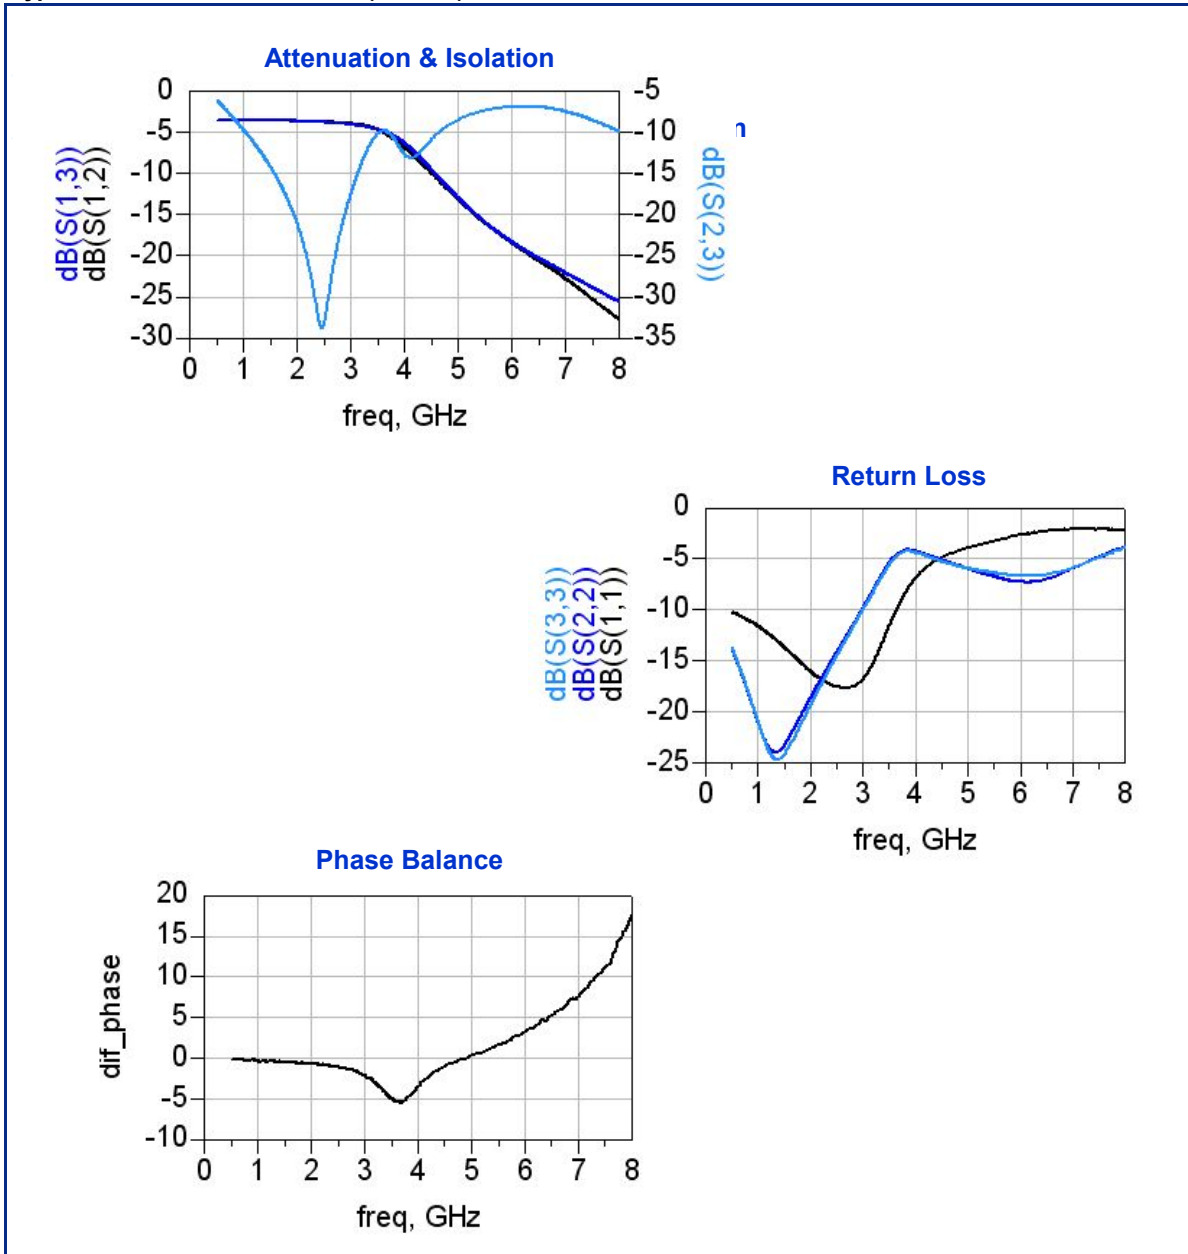 Attenuation & Isolation
0
-5
-10
-15
-20
-25
-30
-5
-10
-15
-20
-25
-30
-35
dB(S(1,3))
dB(S(1,2))
dB(S(2,3))
0 1 2 3 4 5 6 7 8
freq, GHz
Return Loss
0
-5
-10
-15
-20
-25
dB(S(3,3))
dB(S(2,2))
dB(S(1,1))
0 1 2 3 4 5 6 7 8
freq, GHz
Phase Balance
20
15
10
5
0
-5
-10
dif_phase
0 1 2 3 4 5 6 7 8
freq, GHz